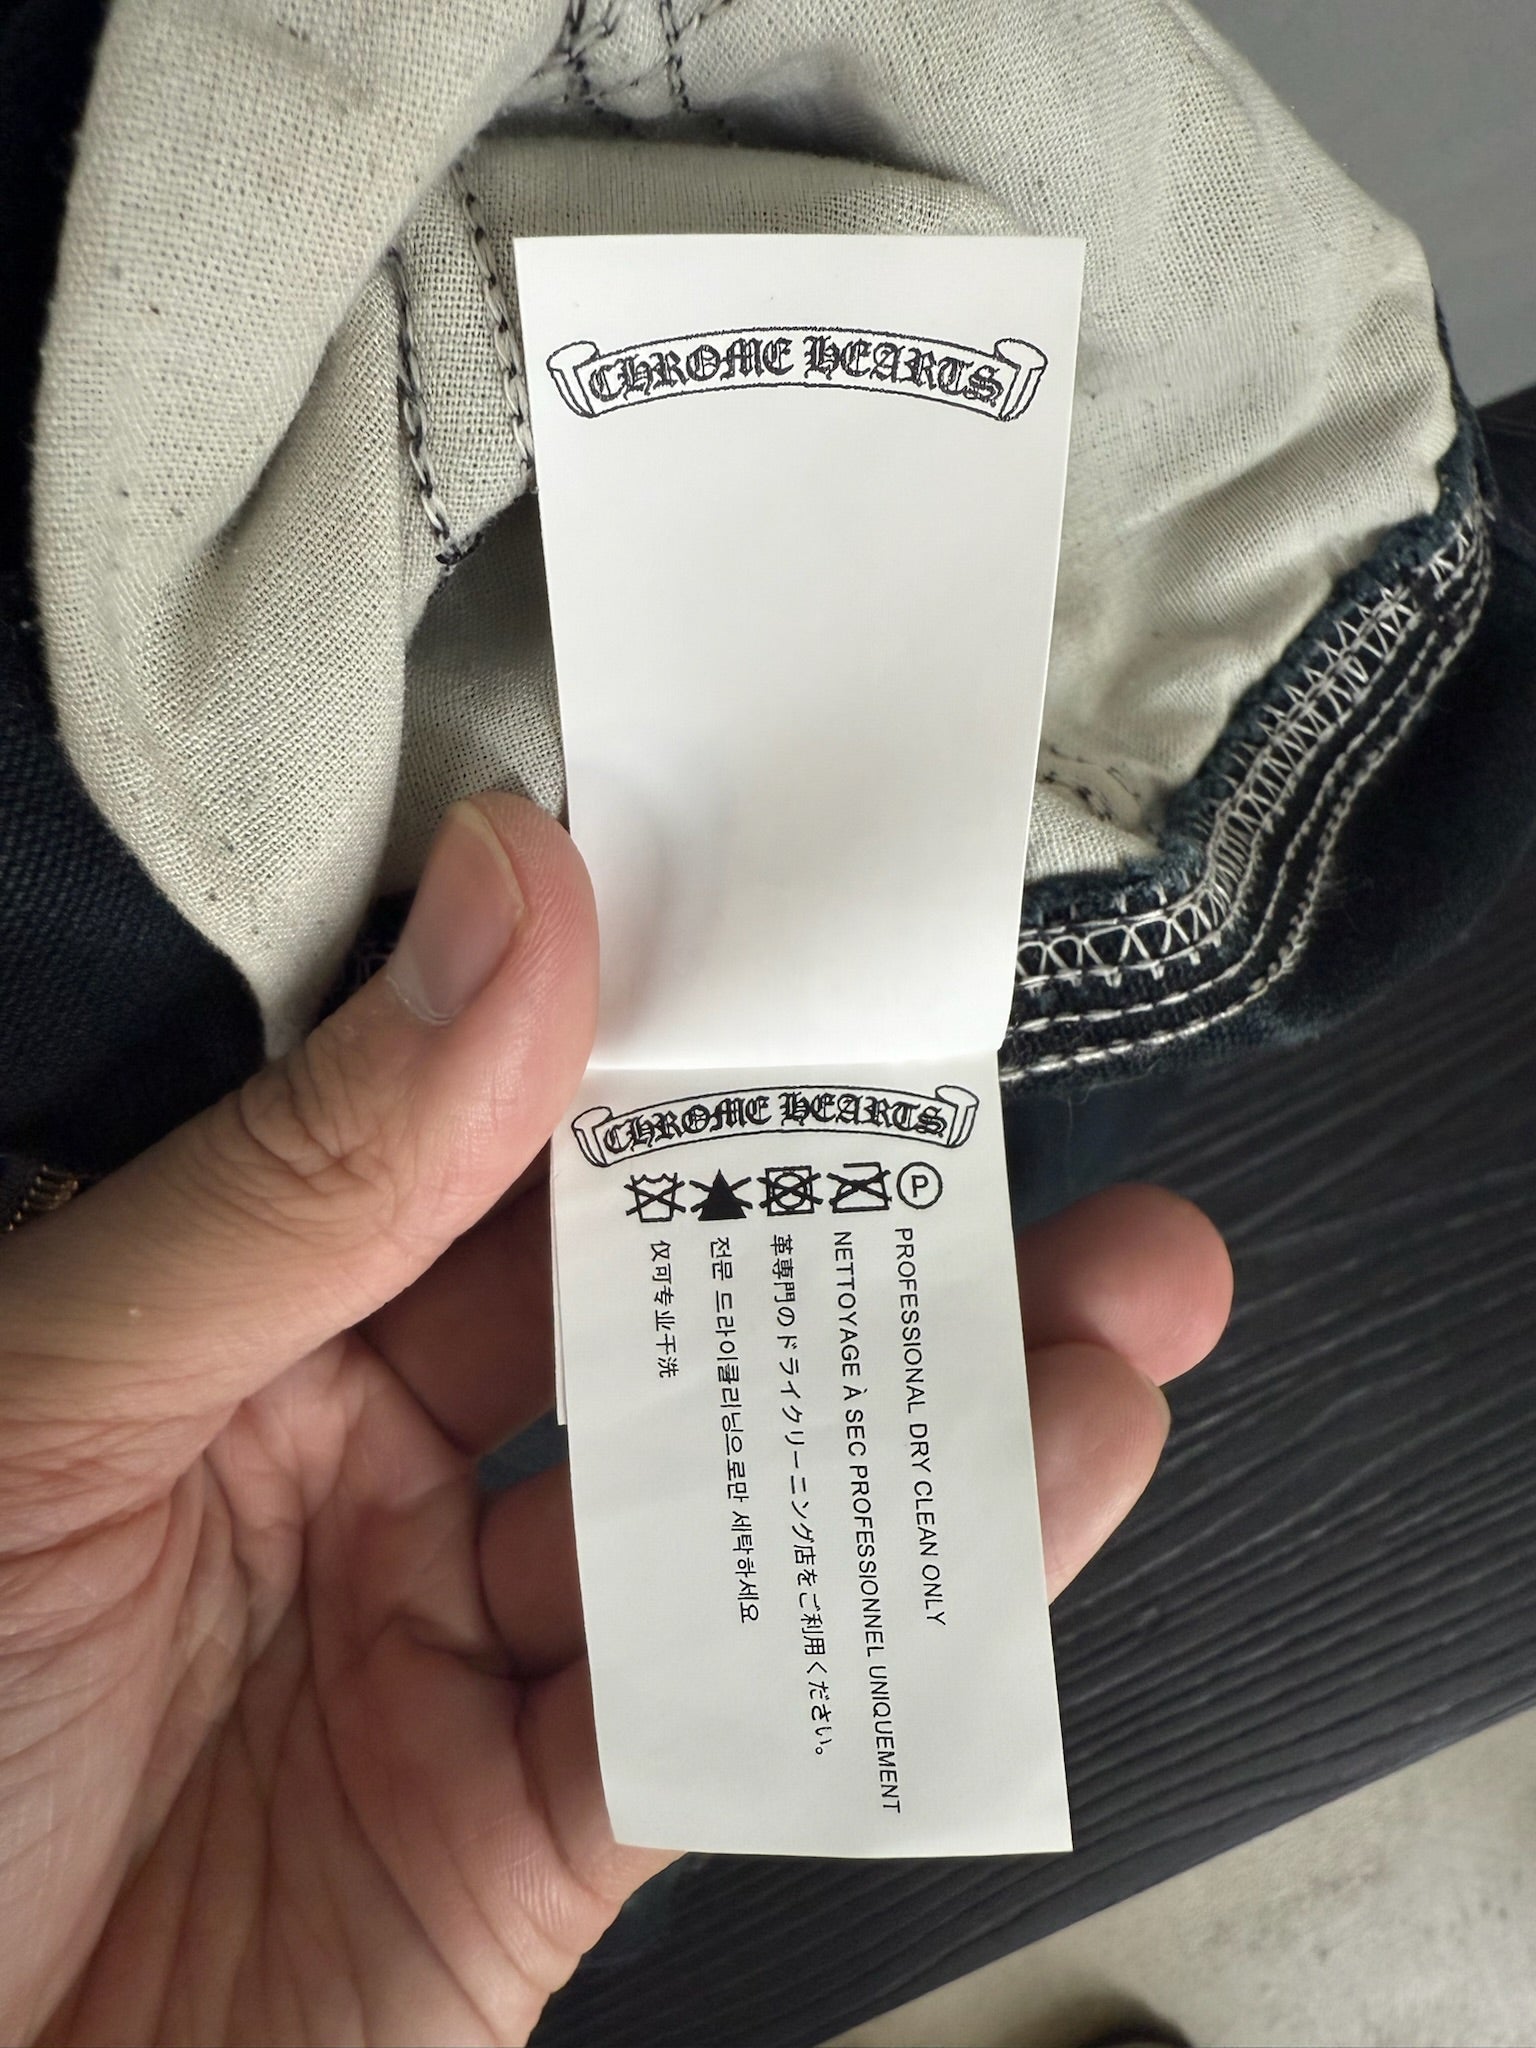 CHROME HEARTS
CHROME HEARTS
P
PROFESSIONAL DRY CLEAN ONLY
NETTOYAGE À SEC PROFESSIONNEL UNIQUEMENT
革専門のドライクリーニング店をご利用ください。
전문 드라이클리닝으로만 세탁하세요
仅可专业干洗